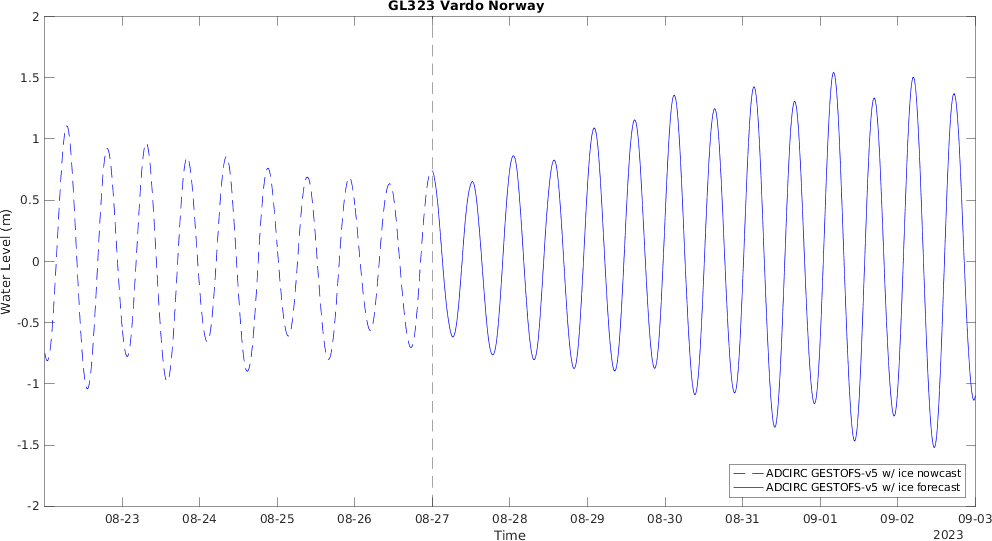 GL323 Vardo Norway
Water Level (m)
2
1.5
1
0.5
0
-0.5
-1
-1.5
-2
ADCIRC GESTOFS-v5 w/ ice nowcast
ADCIRC GESTOFS-v5 w/ ice forecast
08-23 08-24 08-25 08-26 08-27 08-28 08-29 08-30 08-31 09-01 09-02 09-03
Time
2023